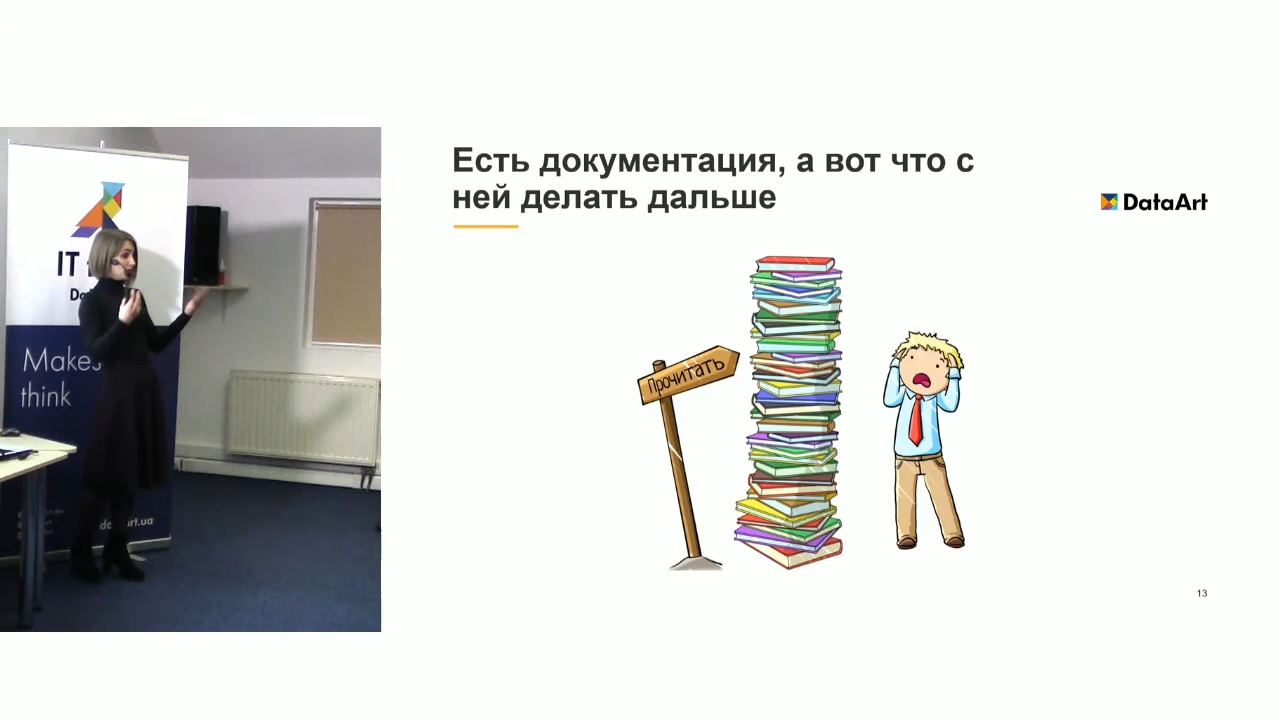 Есть документация, а вот что с
ней делать дальше
DataArt
Прочитать
IT
Makes
think
13